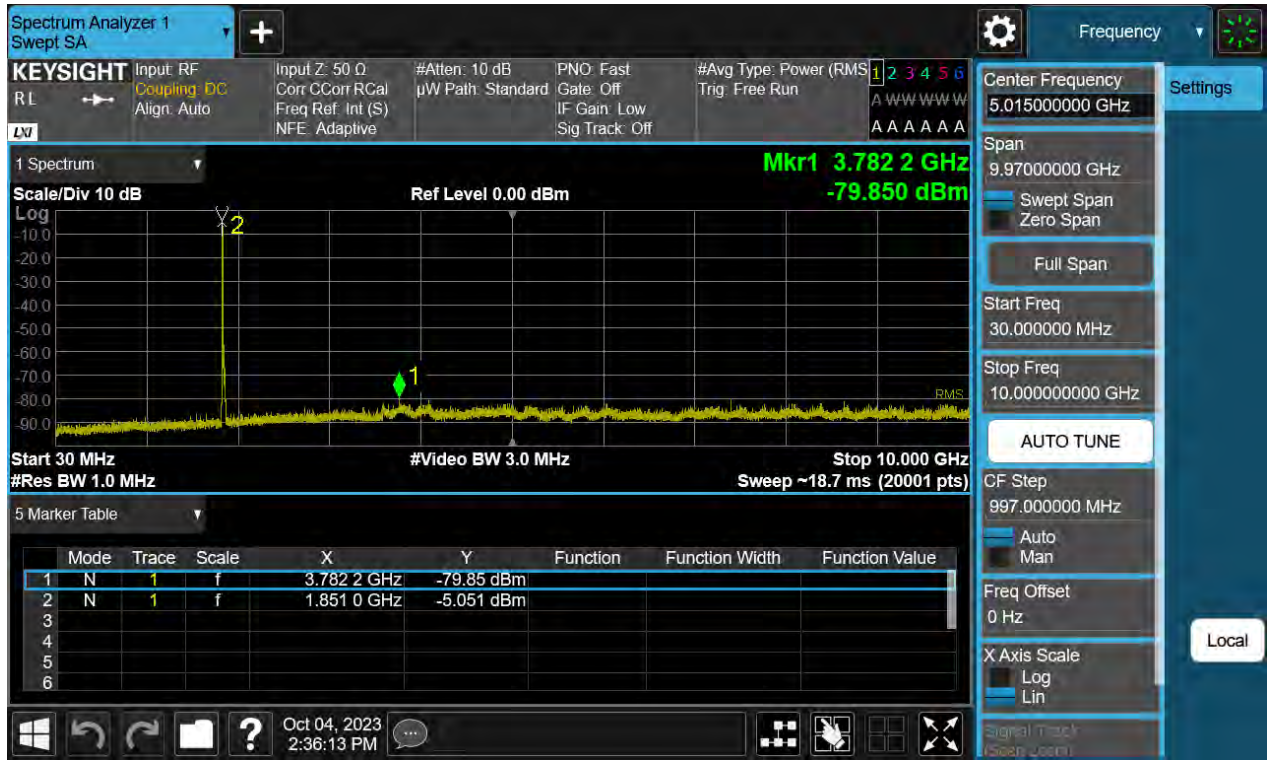 Spectrum Analyzer 1
Swept SA
+
Frequency
KEYSIGHT
RL
LXI
Input: RF
Coupling: DC
Align: Auto
Input Z: 50 Ω
Corr CCorr RCal
Freq Ref: Int (S)
NFE: Adaptive
#Atten: 10 dB
µW Path: Standard
PNO: Fast
Gate: Off
IF Gain: Low
Sig Track: Off
#Avg Type: Power (RMS
Trig: Free Run
1 2 3 4 5 6
A W W W W W
A A A A A A
1 Spectrum
Mkr1 3.782 2 GHz
Scale/Div 10 dB
Ref Level 0.00 dBm
-79.850 dBm
Log
-10.0
-20.0
-30.0
-40.0
-50.0
-60.0
-70.0
-80.0
-90.0
2
1
RMS
Start 30 MHz
#Video BW 3.0 MHz
Stop 10.000 GHz
#Res BW 1.0 MHz
Sweep ~18.7 ms (20001 pts)
5 Marker Table
Mode Trace Scale X Y Function Function Width Function Value
1 N 1 f 3.782 2 GHz -79.85 dBm
2 N 1 f 1.851 0 GHz -5.051 dBm
3
4
5
6
?
Oct 04, 2023
2:36:13 PM
Center Frequency
5.015000000 GHz
Settings
Span
9.97000000 GHz
Swept Span
Zero Span
Full Span
Start Freq
30.000000 MHz
Stop Freq
10.000000000 GHz
AUTO TUNE
CF Step
997.000000 MHz
Auto
Man
Freq Offset
0 Hz
Local
X Axis Scale
Log
Lin
Signal Track
(Span Zoom)